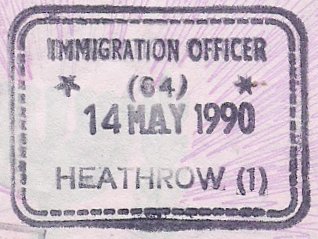 IMMIGRATION OFFICER
* (64) *
14 MAY 1990
HEATHROW (1)